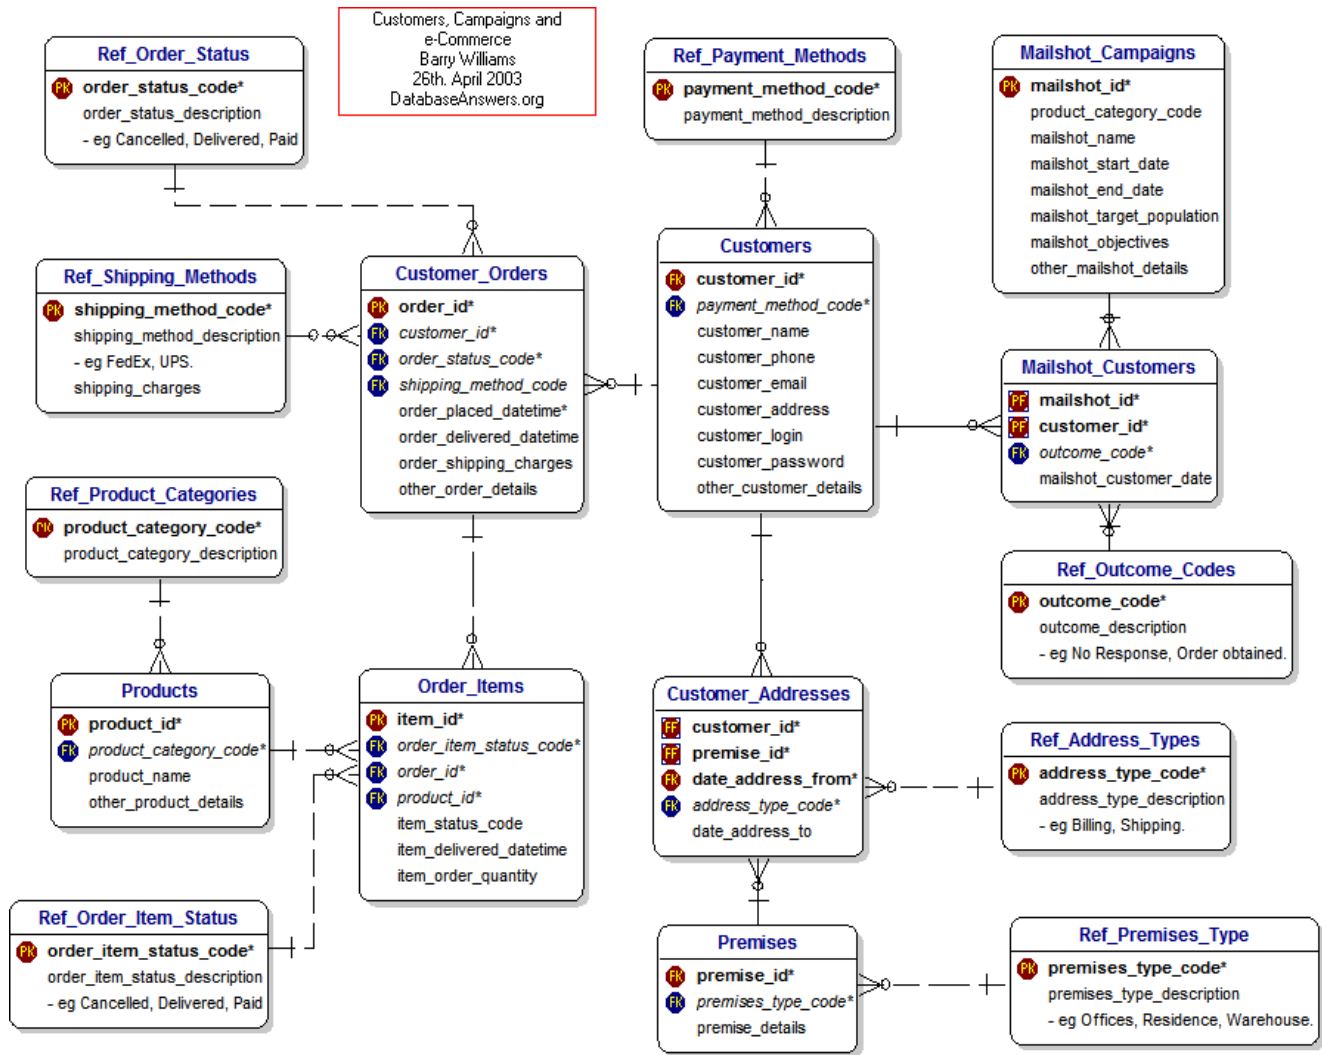 Customers, Campaigns and
e-Commerce
Barry Williams
26th. April 2003
DatabaseAnswers.org
Ref_Order_Status
PK order_status_code*
order_status_description
- eg Cancelled, Delivered, Paid
Ref_Payment_Methods
PK payment_method_code*
payment_method_description
Mailshot_Campaigns
PK mailshot_id*
product_category_code
mailshot_name
mailshot_start_date
mailshot_end_date
mailshot_target_population
mailshot_objectives
other_mailshot_details
Ref_Shipping_Methods
PK shipping_method_code*
shipping_method_description
- eg FedEx, UPS.
shipping_charges
Customer_Orders
PK order_id*
FK customer_id*
FK order_status_code*
FK shipping_method_code
order_placed_datetime*
order_delivered_datetime
order_shipping_charges
other_order_details
Customers
PK customer_id*
FK payment_method_code*
customer_name
customer_phone
customer_email
customer_address
customer_login
customer_password
other_customer_details
Mailshot_Customers
PF mailshot_id*
PF customer_id*
FK outcome_code*
mailshot_customer_date
Ref_Product_Categories
PK product_category_code*
product_category_description
Ref_Outcome_Codes
PK outcome_code*
outcome_description
- eg No Response, Order obtained.
Products
PK product_id*
FK product_category_code*
product_name
other_product_details
Order_Items
PK item_id*
FK order_item_status_code*
FK order_id*
FK product_id*
item_status_code
item_delivered_datetime
item_order_quantity
Customer_Addresses
PF customer_id*
PF premise_id*
PK date_address_from*
FK address_type_code*
date_address_to
Ref_Address_Types
PK address_type_code*
address_type_description
- eg Billing, Shipping.
Ref_Order_Item_Status
PK order_item_status_code*
order_item_status_description
- eg Cancelled, Delivered, Paid
Premises
PK premise_id*
FK premises_type_code*
premise_details
Ref_Premises_Type
PK premises_type_code*
premises_type_description
- eg Offices, Residence, Warehouse.